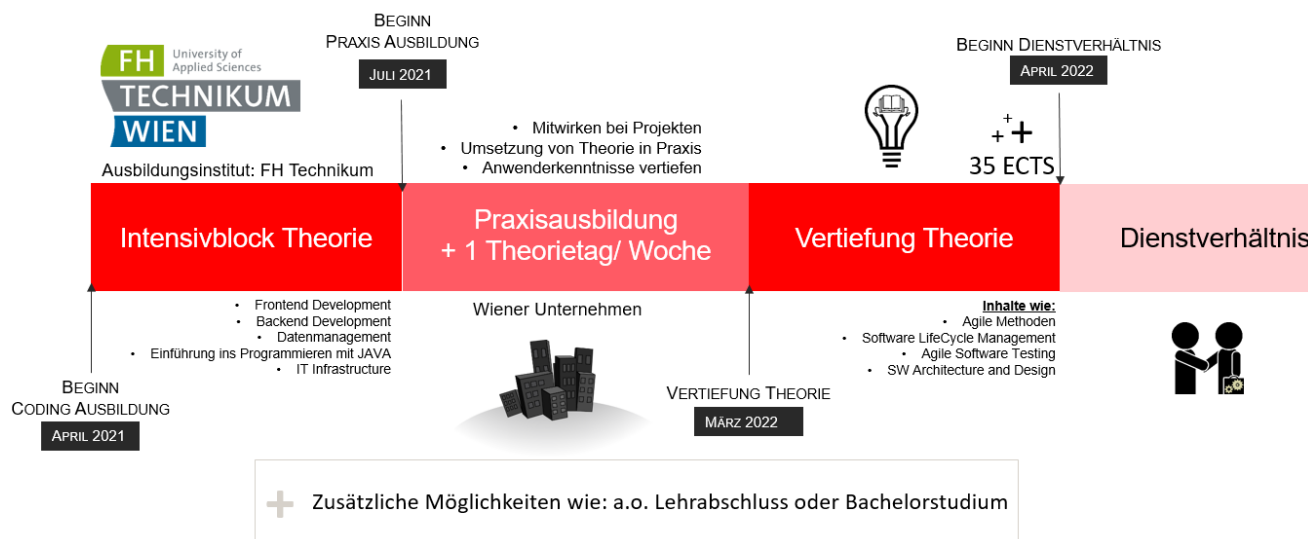 BEGINN
PRAXIS AUSBILDUNG
JULI 2021
BEGINN DIENSTVERHÄLTNIS
APRIL 2022
FH University of
Applied Sciences
TECHNIKUM
WIEN
Ausbildungsinstitut: FH Technikum
• Mitwirken bei Projekten
• Umsetzung von Theorie in Praxis
• Anwenderkenntnisse vertiefen
+++
35 ECTS
Intensivblock Theorie
Praxisausbildung
+ 1 Theorietag/ Woche
Vertiefung Theorie
Dienstverhältnis
• Frontend Development
• Backend Development
• Datenmanagement
• Einführung ins Programmieren mit JAVA
• IT Infrastructure
Wiener Unternehmen
Inhalte wie:
• Agile Methoden
• Software LifeCycle Management
• Agile Software Testing
• SW Architecture and Design
BEGINN
CODING AUSBILDUNG
APRIL 2021
VERTIEFUNG THEORIE
MÄRZ 2022
+ Zusätzliche Möglichkeiten wie: a.o. Lehrabschluss oder Bachelorstudium